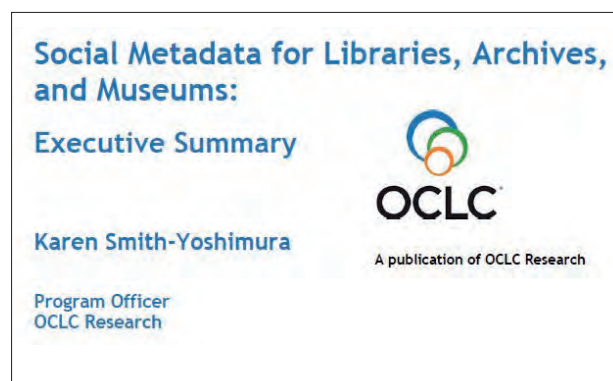 Social Metadata for Libraries, Archives,
and Museums:
Executive Summary
OCLC
Karen Smith-Yoshimura
A publication of OCLC Research
Program Officer
OCLC Research